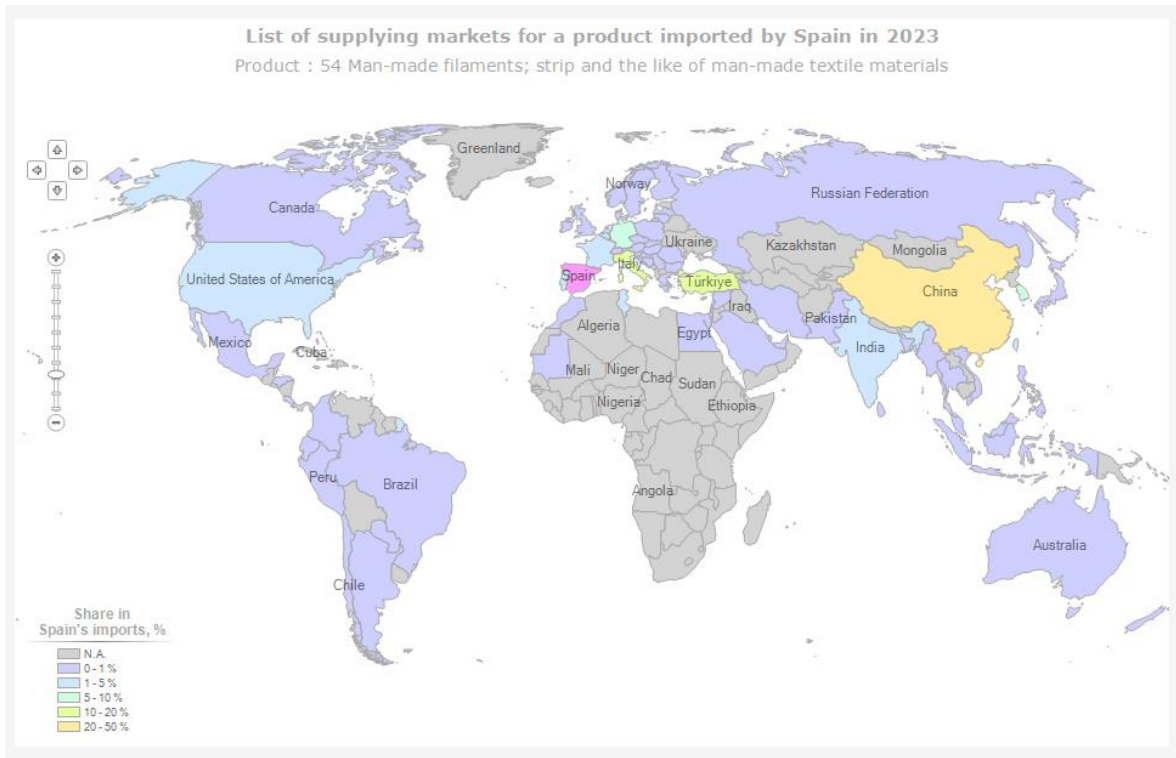 List of supplying markets for a product imported by Spain in 2023
Product : 54 Man-made filaments; strip and the like of man-made textile materials
Greenland
Norway
Russian Federation
Canada
Ukraine
Kazakhstan
Mongolia
Italy
Spain
Türkiye
United States of America
China
Iraq
Pakistan
Algeria
Egypt
India
Mexico
Cuba
Mali
Niger
Chad
Sudan
Nigeria
Ethiopia
Peru
Brazil
Angola
Australia
Chile
Share in
Spain's imports, %
N.A.
0 - 1 %
1 - 5 %
5 - 10 %
10 - 20 %
20 - 50 %